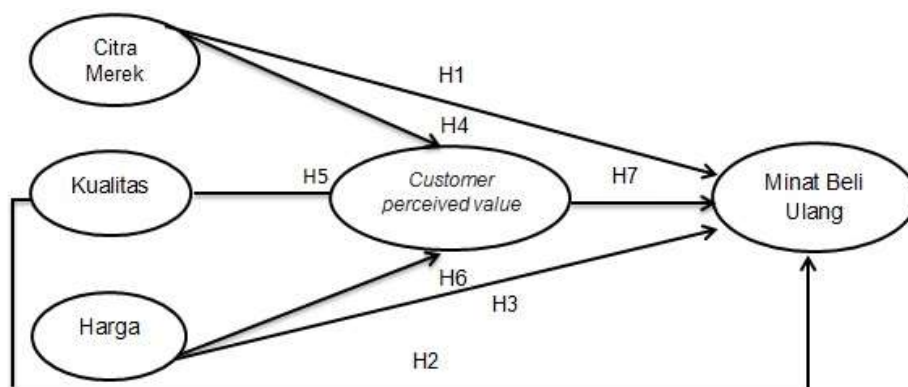 Citra
Merek
H1
H4
Kualitas
H5
Customer
perceived value
H7
Minat Beli
Ulang
Harga
H6
H3
H2